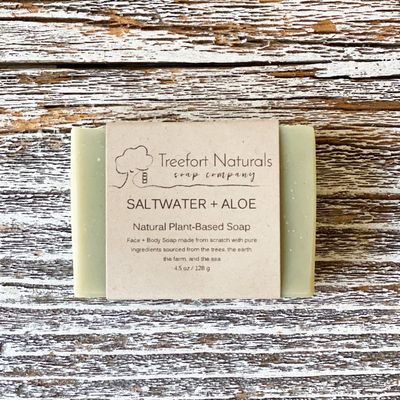 Treefort Naturals
soap company
SALTWATER + ALOE
Natural Plant-Based Soap
Face + Body Soap made from scratch with pure
ingredients sourced from the trees, the earth
the farm, and the sea
4.5 oz / 128 g